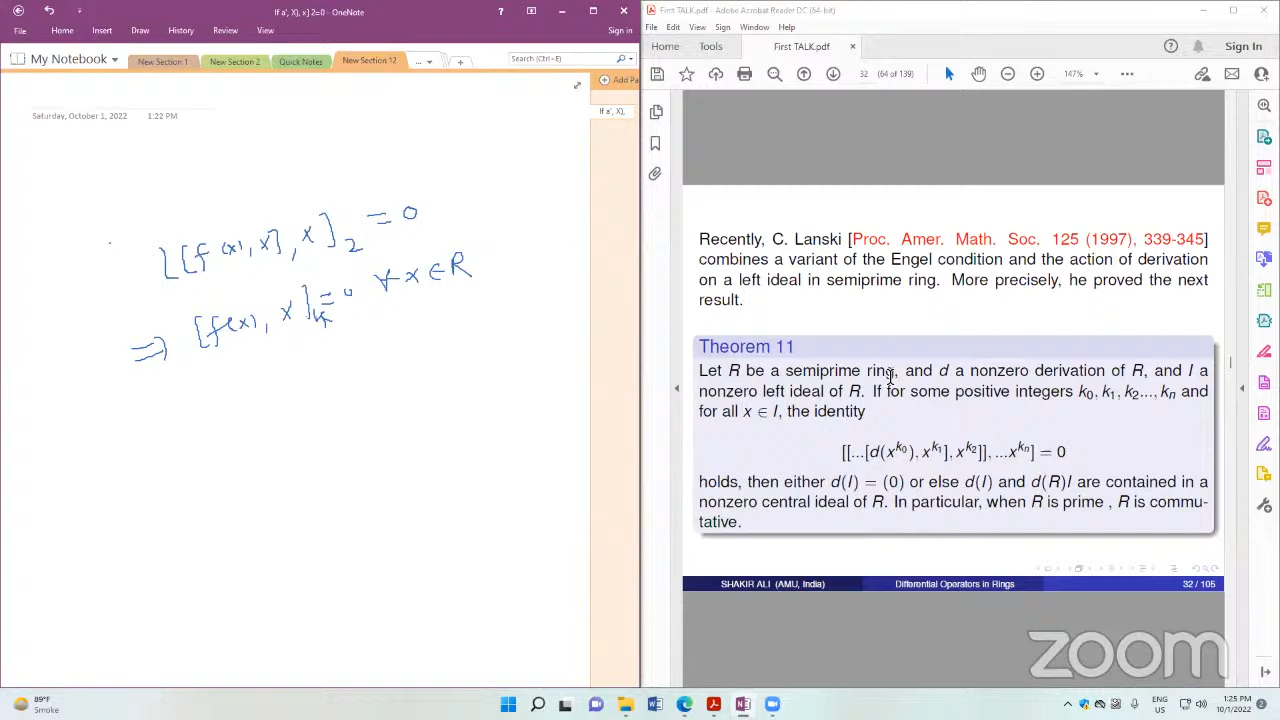 If a', X), x] 2=0 - OneNote
File Home Insert Draw History Review View Sign in
My Notebook New Section 1 New Section 2 Quick Notes New Section 12 ... Search (Ctrl+E)
Add Pa
If a', X),
Saturday, October 1, 2022 1:22 PM
[[f(x), x], x]₂ = 0
⇒ [f(x), x]ₖ = 0 ∀ x ∈ R
First TALK.pdf - Adobe Acrobat Reader DC (64-bit)
File Edit View Sign Window Help
Home Tools First TALK.pdf × Sign In
32 (64 of 139) 147%
Recently, C. Lanski [Proc. Amer. Math. Soc. 125 (1997), 339-345]
combines a variant of the Engel condition and the action of derivation
on a left ideal in semiprime ring. More precisely, he proved the next
result.
Theorem 11
Let R be a semiprime ring, and d a nonzero derivation of R, and I a
nonzero left ideal of R. If for some positive integers k₀, k₁, k₂..., kₙ and
for all x ∈ I, the identity
[[...[d(x^{k₀}), x^{k₁}], x^{k₂}]], ...x^{kₙ}] = 0
holds, then either d(I) = (0) or else d(I) and d(R)I are contained in a
nonzero central ideal of R. In particular, when R is prime , R is commu-
tative.
SHAKIR ALI (AMU, India) Differential Operators in Rings 32 / 105
zoom
89°F
Smoke
ENG
US
1:25 PM
10/1/2022